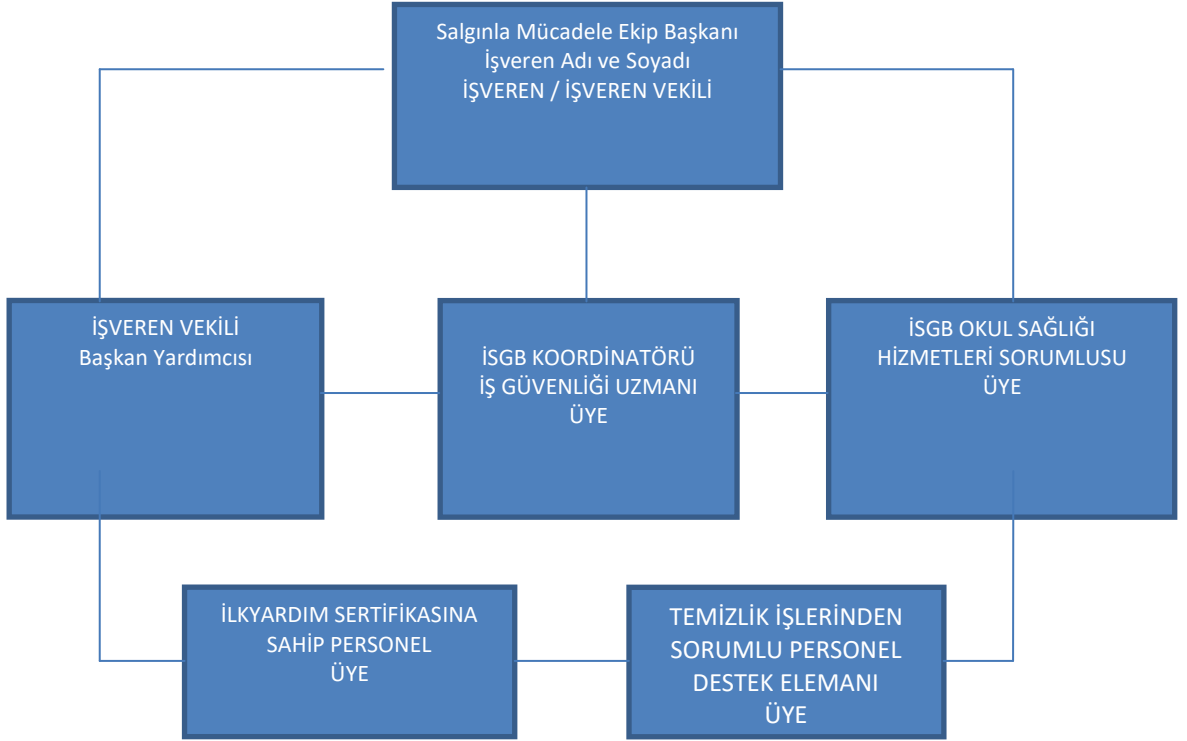 Salgınla Mücadele Ekip Başkanı
İşveren Adı ve Soyadı
İŞVEREN / İŞVEREN VEKİLİ
İŞVEREN VEKİLİ
Başkan Yardımcısı
İSGB KOORDİNATÖRÜ
İŞ GÜVENLİĞİ UZMANI
ÜYE
İSGB OKUL SAĞLIĞI
HİZMETLERİ SORUMLUSU
ÜYE
İLKYARDIM SERTİFİKASINA
SAHİP PERSONEL
ÜYE
TEMİZLİK İŞLERİNDEN
SORUMLU PERSONEL
DESTEK ELEMANI
ÜYE